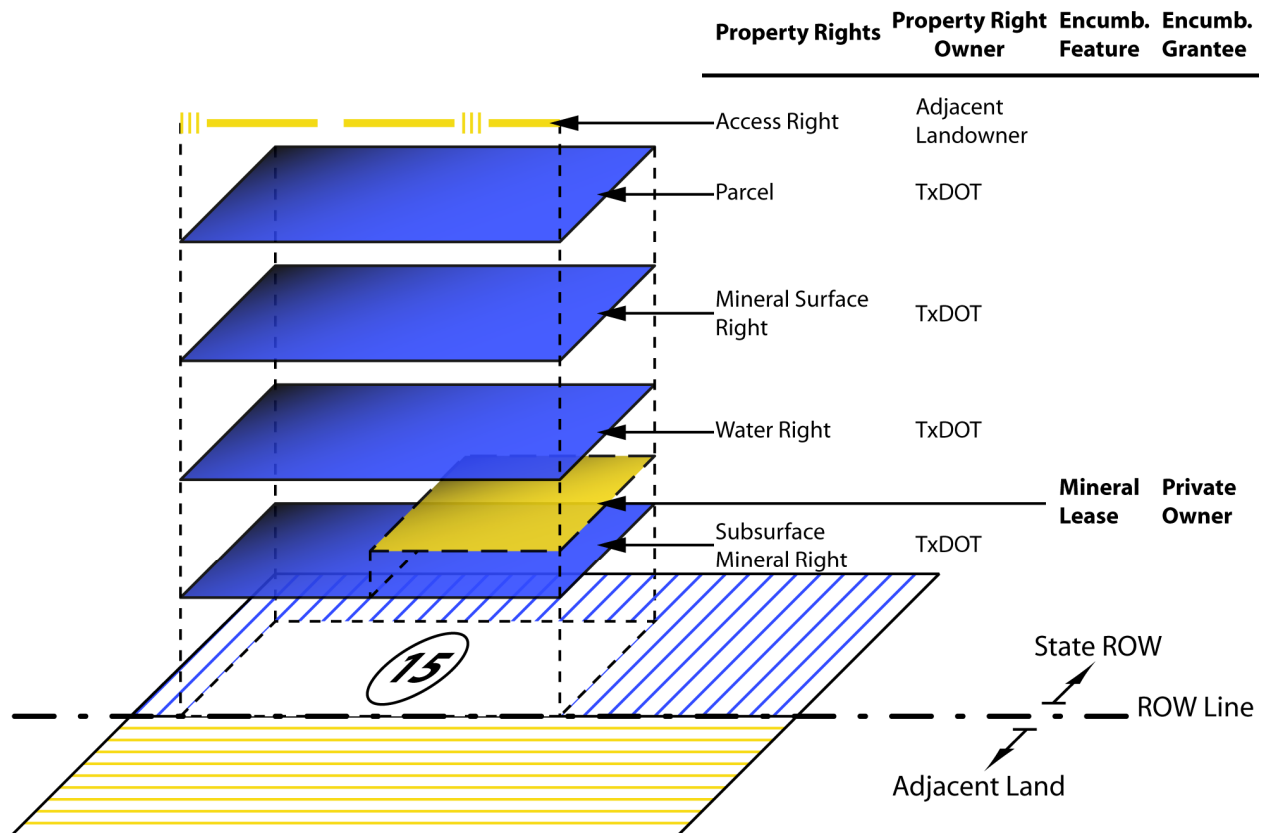 Property Rights Property Right Owner Encumb. Feature Encumb. Grantee
Access Right Adjacent Landowner
Parcel TxDOT
Mineral Surface Right TxDOT
Water Right TxDOT
Mineral Lease Private Owner
Subsurface Mineral Right TxDOT
15
State ROW
ROW Line
Adjacent Land